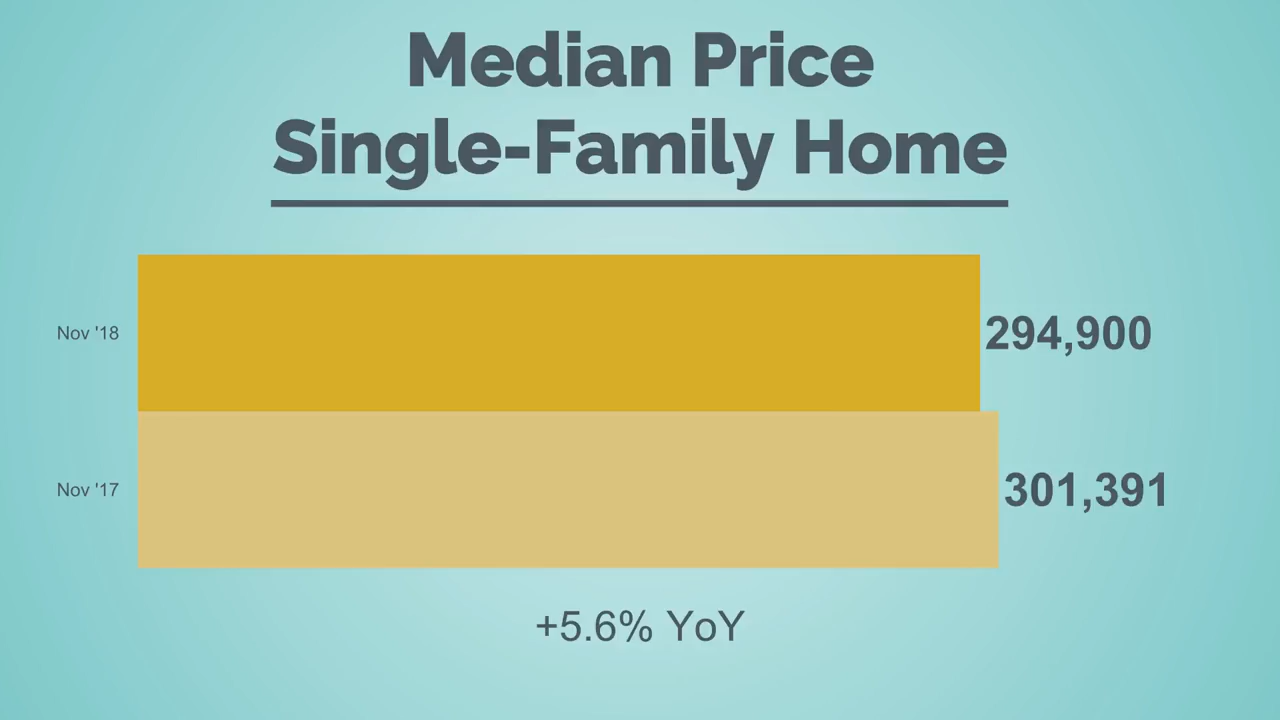 Median Price
Single-Family Home
Nov '18
294,900
Nov '17
301,391
+5.6% YoY